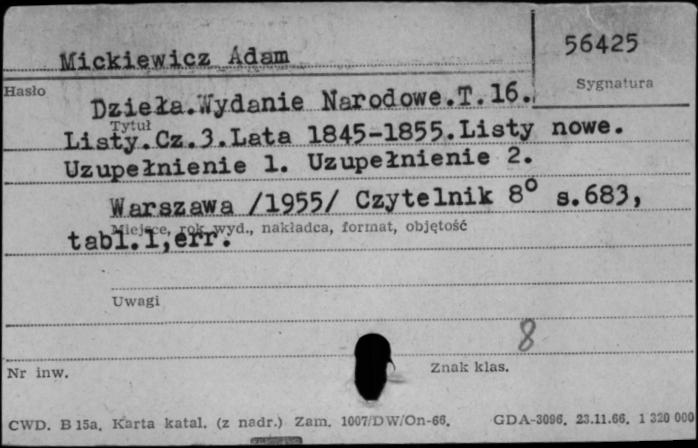 Mickiewicz Adam
56425
Hasło
Sygnatura
Dzieła.Wydanie Narodowe.T.16.
Tytuł
Listy.Cz.3.Lata 1845-1855.Listy nowe.
Uzupełnienie 1. Uzupełnienie 2.
Warszawa /1955/ Czytelnik 8° s.683,
Miejsce, rok wyd., nakładca, format, objętość
tabl.1,err.
Uwagi
8
Nr inw.
Znak klas.
CWD. B 15a. Karta katal. (z nadr.) Zam. 1007/DW/On-66. GDA-3096. 23.11.66. 1 320 000